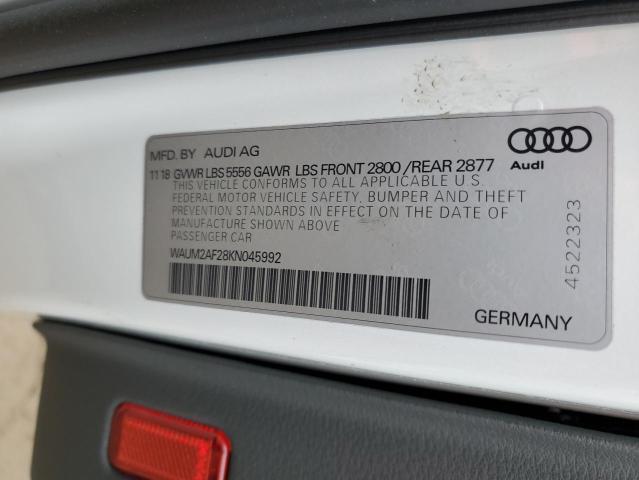 MFD. BY AUDI AG
11 18 GVWR LBS 5556 GAWR LBS FRONT 2800 / REAR 2877
THIS VEHICLE CONFORMS TO ALL APPLICABLE U.S.
FEDERAL MOTOR VEHICLE SAFETY, BUMPER AND THEFT
PREVENTION STANDARDS IN EFFECT ON THE DATE OF
MANUFACTURE SHOWN ABOVE
PASSENGER CAR
WAUM2AF28KN045992
Audi
4522323
GERMANY